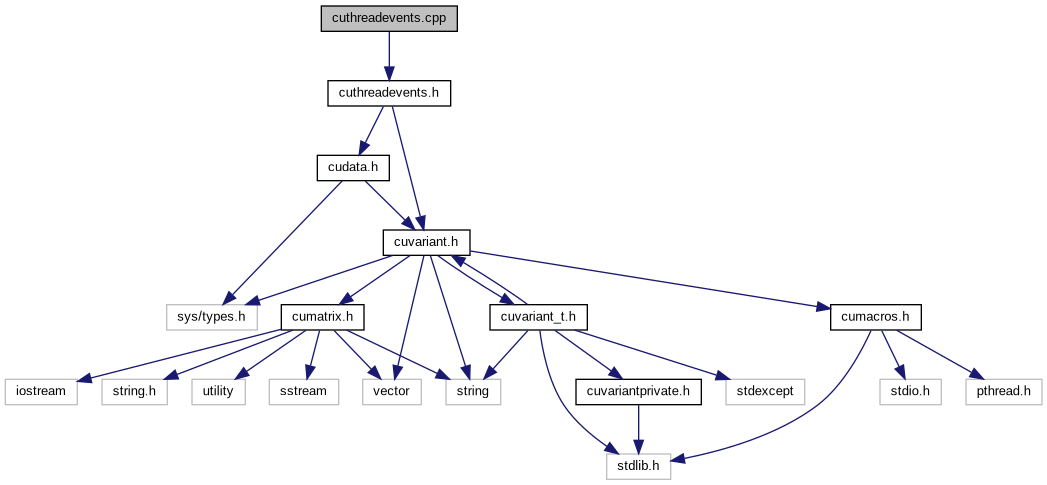 cuthreadevents.cpp
cuthreadevents.h
cudata.h
cuvariant.h
sys/types.h
cumatrix.h
cuvariant_t.h
cumacros.h
iostream
string.h
utility
sstream
vector
string
cuvariantprivate.h
stdexcept
stdio.h
pthread.h
stdlib.h